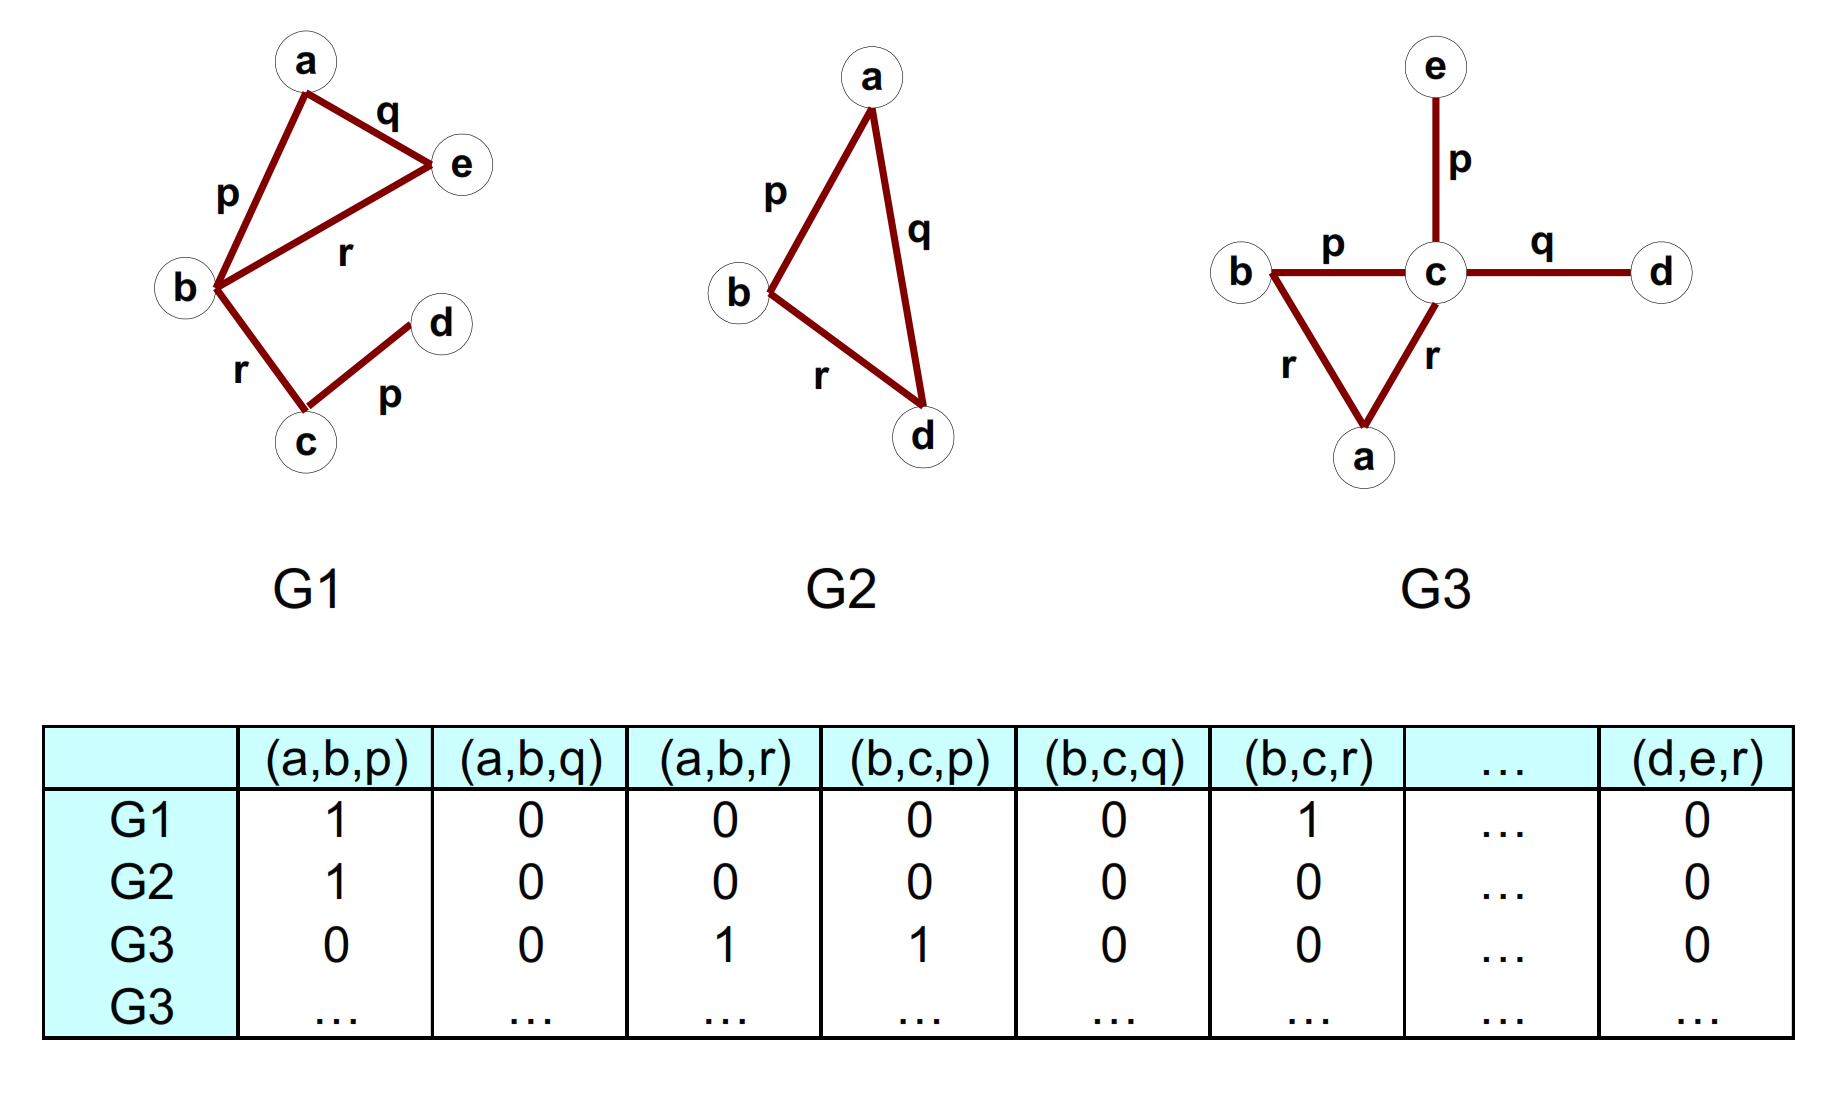 a
q
e
p
r
b
d
r
p
c
a
p
q
b
r
d
e
p
b
p
c
q
d
r
r
a
G1 G2 G3
(a,b,p) (a,b,q) (a,b,r) (b,c,p) (b,c,q) (b,c,r) … (d,e,r)
G1 1 0 0 0 0 1 … 0
G2 1 0 0 0 0 0 … 0
G3 0 0 1 1 0 0 … 0
G3 … … … … … … … …